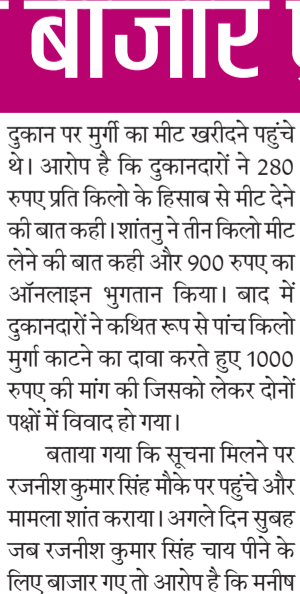 बाजार
दुकान पर मुर्गी का मीट खरीदने पहुंचे
थे। आरोप है कि दुकानदारों ने 280
रुपए प्रति किलो के हिसाब से मीट देने
की बात कही। शांतनु ने तीन किलो मीट
लेने की बात कही और 900 रुपए का
ऑनलाइन भुगतान किया। बाद में
दुकानदारों ने कथित रूप से पांच किलो
मुर्गा काटने का दावा करते हुए 1000
रुपए की मांग की जिसको लेकर दोनों
पक्षों में विवाद हो गया।
बताया गया कि सूचना मिलने पर
रजनीश कुमार सिंह मौके पर पहुंचे और
मामला शांत कराया। अगले दिन सुबह
जब रजनीश कुमार सिंह चाय पीने के
लिए बाजार गए तो आरोप है कि मनीष